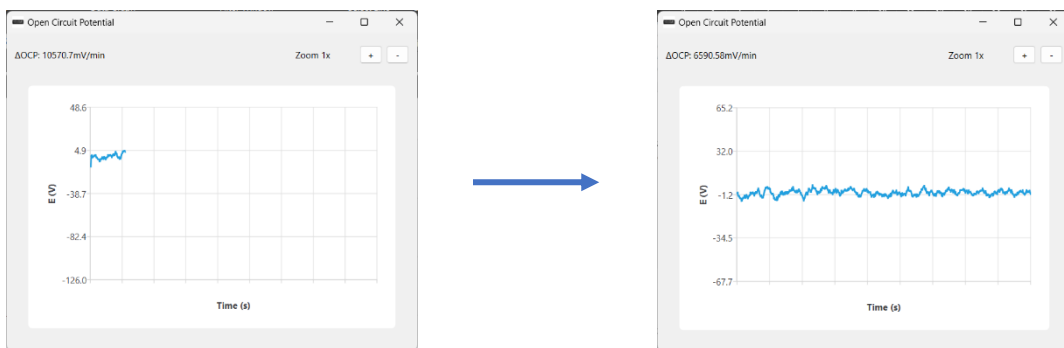 Open Circuit Potential
ΔOCP: 10570.7mV/min
Zoom 1x
+
-
48.6
4.9
-38.7
-82.4
-126.0
E (V)
Time (s)
Open Circuit Potential
ΔOCP: 6590.58mV/min
Zoom 1x
+
-
65.2
32.0
-1.2
-34.5
-67.7
E (V)
Time (s)